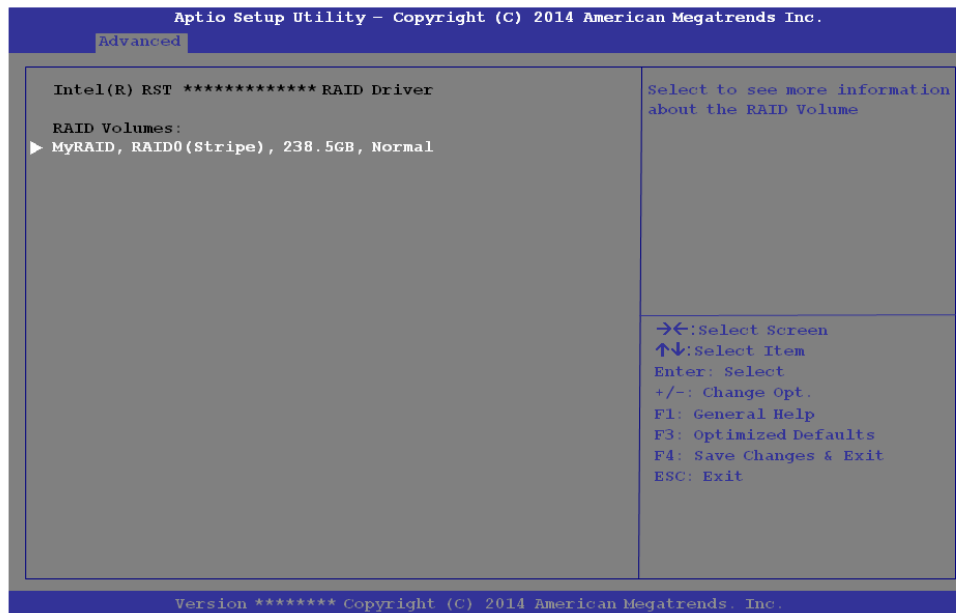 Aptio Setup Utility – Copyright (C) 2014 American Megatrends Inc.
Advanced
Intel(R) RST ************* RAID Driver
RAID Volumes:
▶ MyRAID, RAID0(Stripe), 238.5GB, Normal
Select to see more information
about the RAID Volume
→←:Select Screen
↑↓:Select Item
Enter: Select
+/-: Change Opt.
F1: General Help
F3: Optimized Defaults
F4: Save Changes & Exit
ESC: Exit
Version ******** Copyright (C) 2014 American Megatrends, Inc.